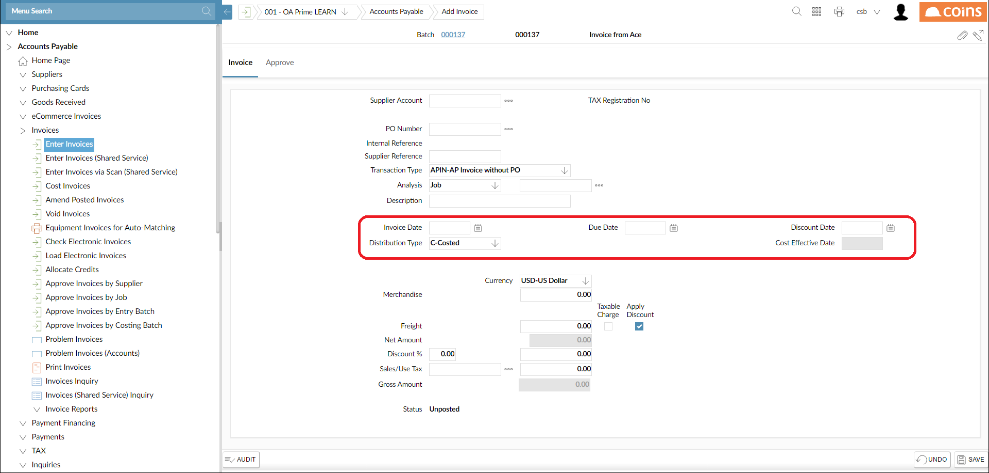 Menu Search
001 - OA Prime LEARN Accounts Payable Add Invoice
csb
coins
Batch 000137 000137 Invoice from Ace
Invoice Approve
Home
Accounts Payable
Home Page
Suppliers
Purchasing Cards
Goods Received
eCommerce Invoices
Invoices
Enter Invoices
Enter Invoices (Shared Service)
Enter Invoices via Scan (Shared Service)
Cost Invoices
Amend Posted Invoices
Void Invoices
Equipment Invoices for Auto-Matching
Check Electronic Invoices
Load Electronic Invoices
Allocate Credits
Approve Invoices by Supplier
Approve Invoices by Job
Approve Invoices by Entry Batch
Approve Invoices by Costing Batch
Problem Invoices
Problem Invoices (Accounts)
Print Invoices
Invoices Inquiry
Invoices (Shared Service) Inquiry
Invoice Reports
Payment Financing
Payments
TAX
Inquiries
Supplier Account TAX Registration No
PO Number
Internal Reference
Supplier Reference
Transaction Type APIN-AP Invoice without PO
Analysis Job
Description
Invoice Date Due Date Discount Date
Distribution Type C-Costed Cost Effective Date
Currency USD-US Dollar
Merchandise 0.00
Taxable Apply
Charge Discount
Freight 0.00
Net Amount 0.00
Discount % 0.00 0.00
Sales/Use Tax 0.00
Gross Amount 0.00
Status Unposted
AUDIT UNDO SAVE